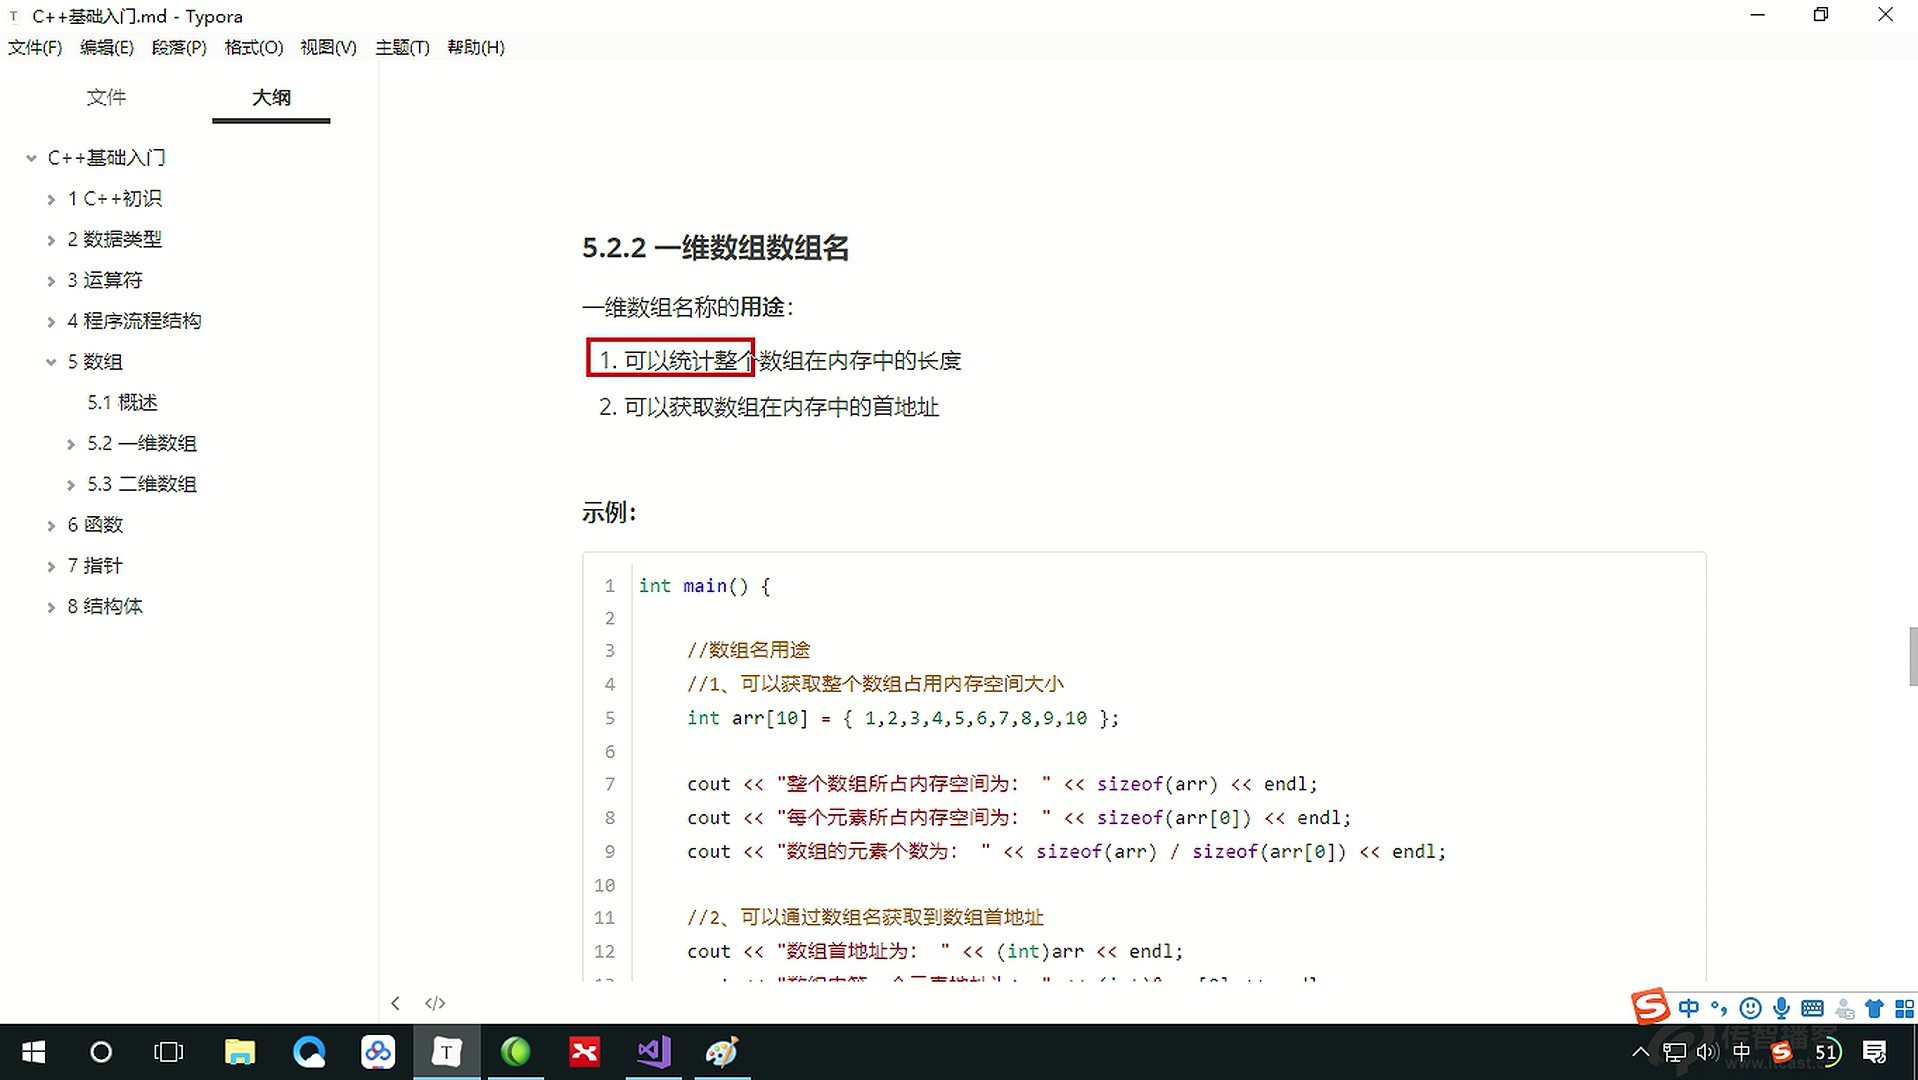 C++基础入门.md - Typora
文件(F) 编辑(E) 段落(P) 格式(O) 视图(V) 主题(T) 帮助(H)
文件 大纲
C++基础入门
1 C++初识
2 数据类型
3 运算符
4 程序流程结构
5 数组
5.1 概述
5.2 一维数组
5.3 二维数组
6 函数
7 指针
8 结构体
5.2.2 一维数组数组名
一维数组名称的用途：
1. 可以统计整个数组在内存中的长度
2. 可以获取数组在内存中的首地址
示例：
1 int main() {
2
3 //数组名用途
4 //1、可以获取整个数组占用内存空间大小
5 int arr[10] = { 1,2,3,4,5,6,7,8,9,10 };
6
7 cout << "整个数组所占内存空间为： " << sizeof(arr) << endl;
8 cout << "每个元素所占内存空间为： " << sizeof(arr[0]) << endl;
9 cout << "数组的元素个数为： " << sizeof(arr) / sizeof(arr[0]) << endl;
10
11 //2、可以通过数组名获取到数组首地址
12 cout << "数组首地址为： " << (int)arr << endl;
</>
中
传智播客
中 51